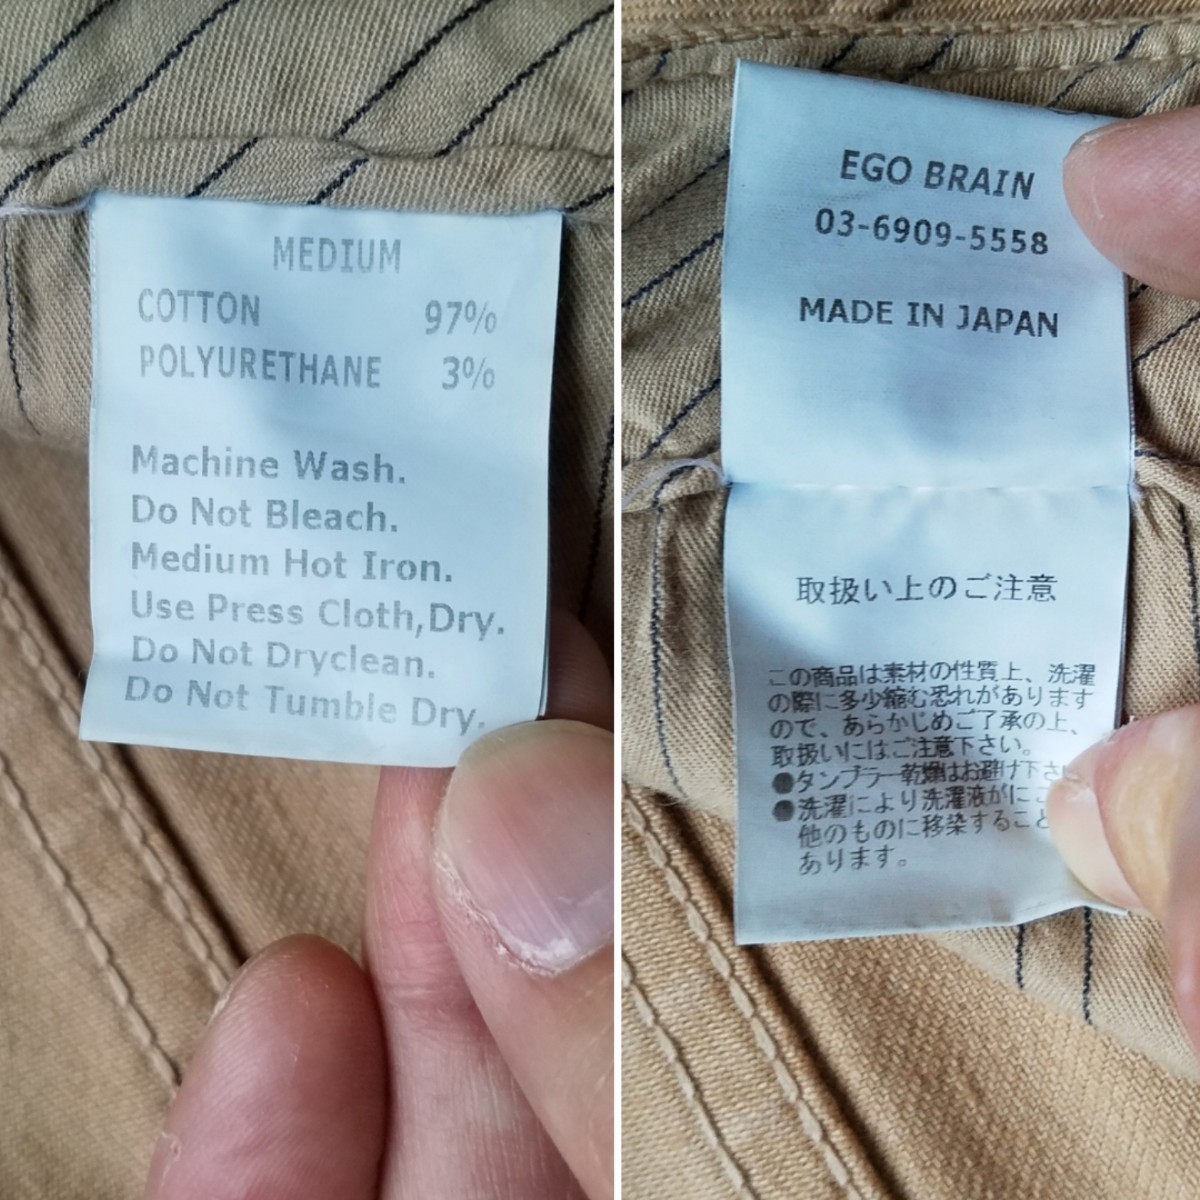 MEDIUM
COTTON 97%
POLYURETHANE 3%
Machine Wash.
Do Not Bleach.
Medium Hot Iron.
Use Press Cloth,Dry.
Do Not Dryclean.
Do Not Tumble Dry.
EGO BRAIN
03-6909-5558
MADE IN JAPAN
取扱い上のご注意
この商品は素材の性質上、洗濯
の際に多少縮む恐れがあります
ので、あらかじめご了承の上、
取扱いにはご注意下さい。
●タンブラー乾燥はお避け下さ
●洗濯により洗濯液がにご
他のものに移染すること
あります。